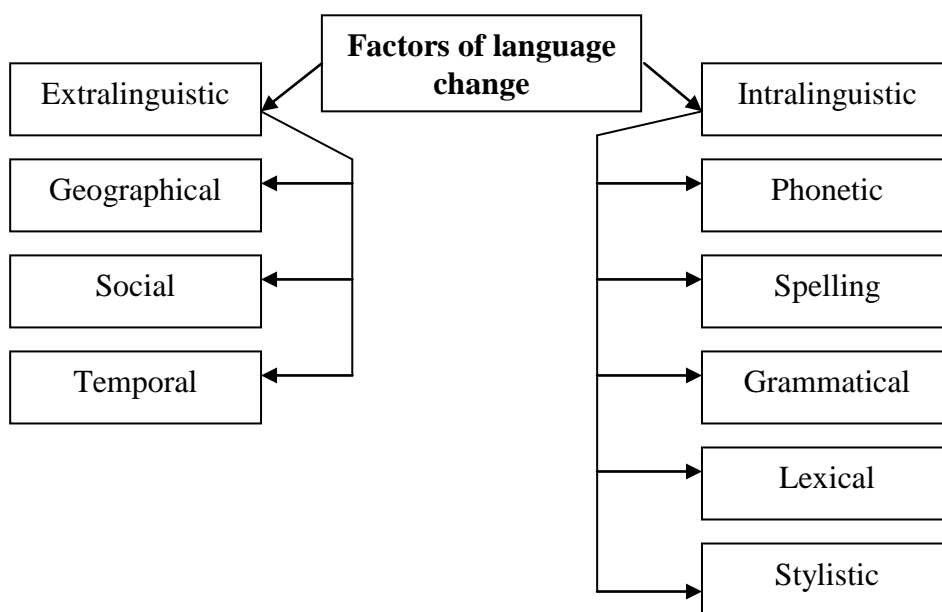 Factors of language
change
Extralinguistic
Geographical
Social
Temporal
Intralinguistic
Phonetic
Spelling
Grammatical
Lexical
Stylistic